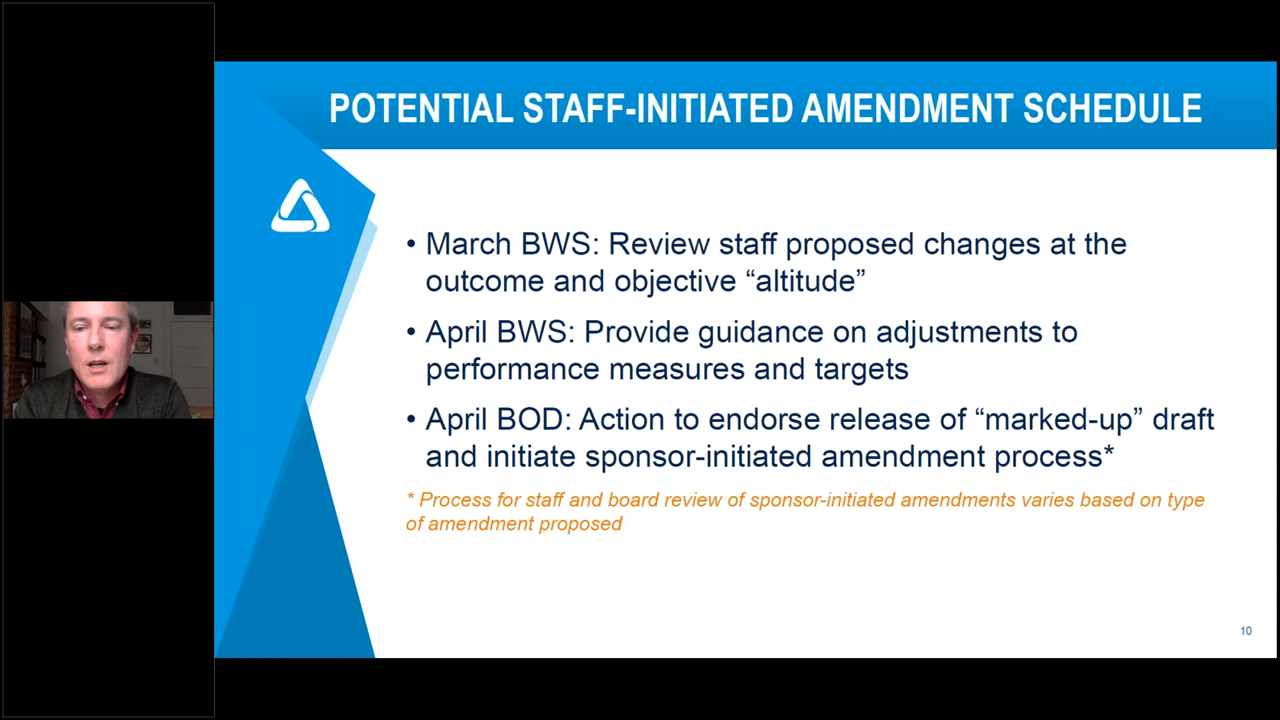 POTENTIAL STAFF-INITIATED AMENDMENT SCHEDULE
• March BWS: Review staff proposed changes at the
outcome and objective “altitude”
• April BWS: Provide guidance on adjustments to
performance measures and targets
• April BOD: Action to endorse release of “marked-up” draft
and initiate sponsor-initiated amendment process*
* Process for staff and board review of sponsor-initiated amendments varies based on type
of amendment proposed
10